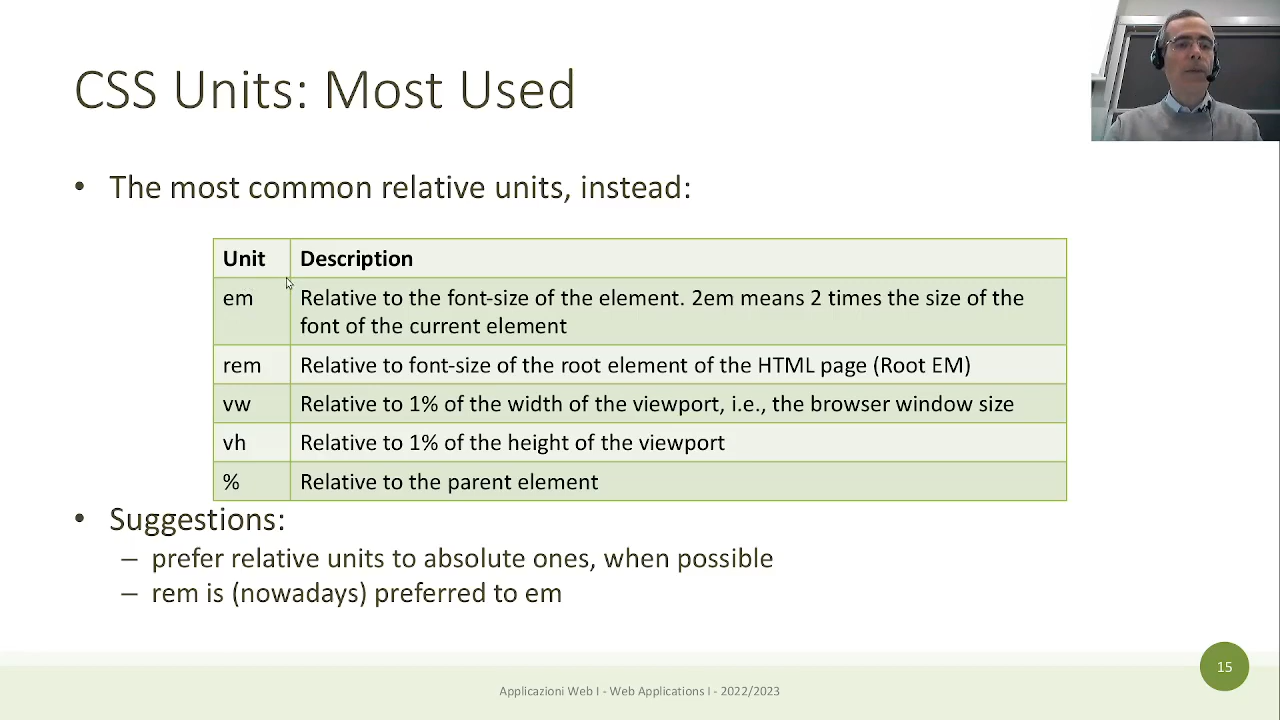 CSS Units: Most Used
• The most common relative units, instead:
Unit Description
em Relative to the font-size of the element. 2em means 2 times the size of the
font of the current element
rem Relative to font-size of the root element of the HTML page (Root EM)
vw Relative to 1% of the width of the viewport, i.e., the browser window size
vh Relative to 1% of the height of the viewport
% Relative to the parent element
• Suggestions:
– prefer relative units to absolute ones, when possible
– rem is (nowadays) preferred to em
15
Applicazioni Web I - Web Applications I - 2022/2023